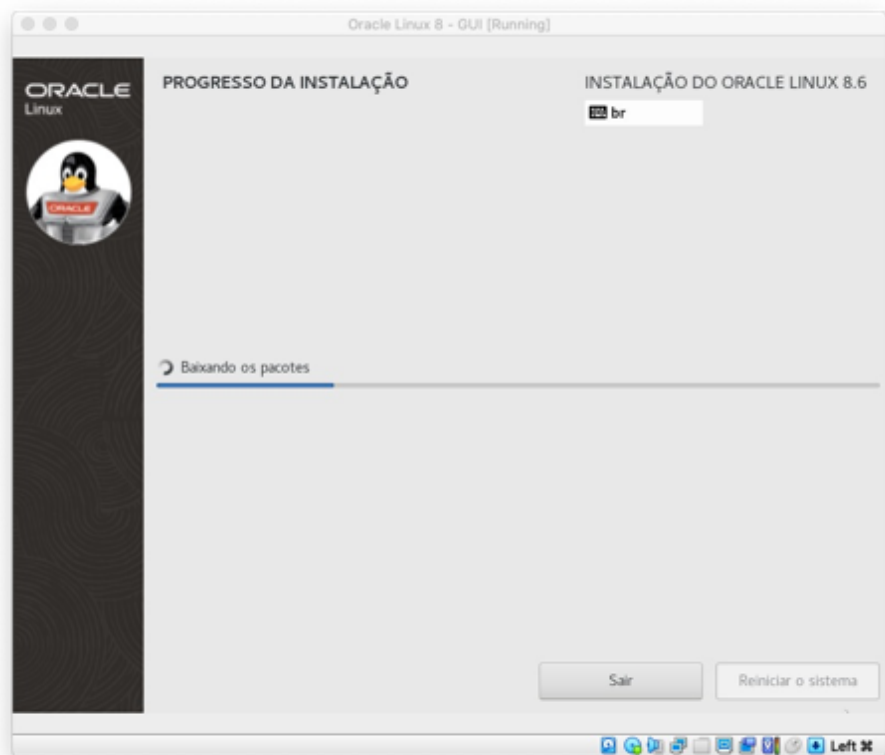 Oracle Linux 8 - GUI [Running]
ORACLE
Linux
PROGRESSO DA INSTALAÇÃO
INSTALAÇÃO DO ORACLE LINUX 8.6
br
ORACLE
Baixando os pacotes
Sair
Reiniciar o sistema
Left ⌘